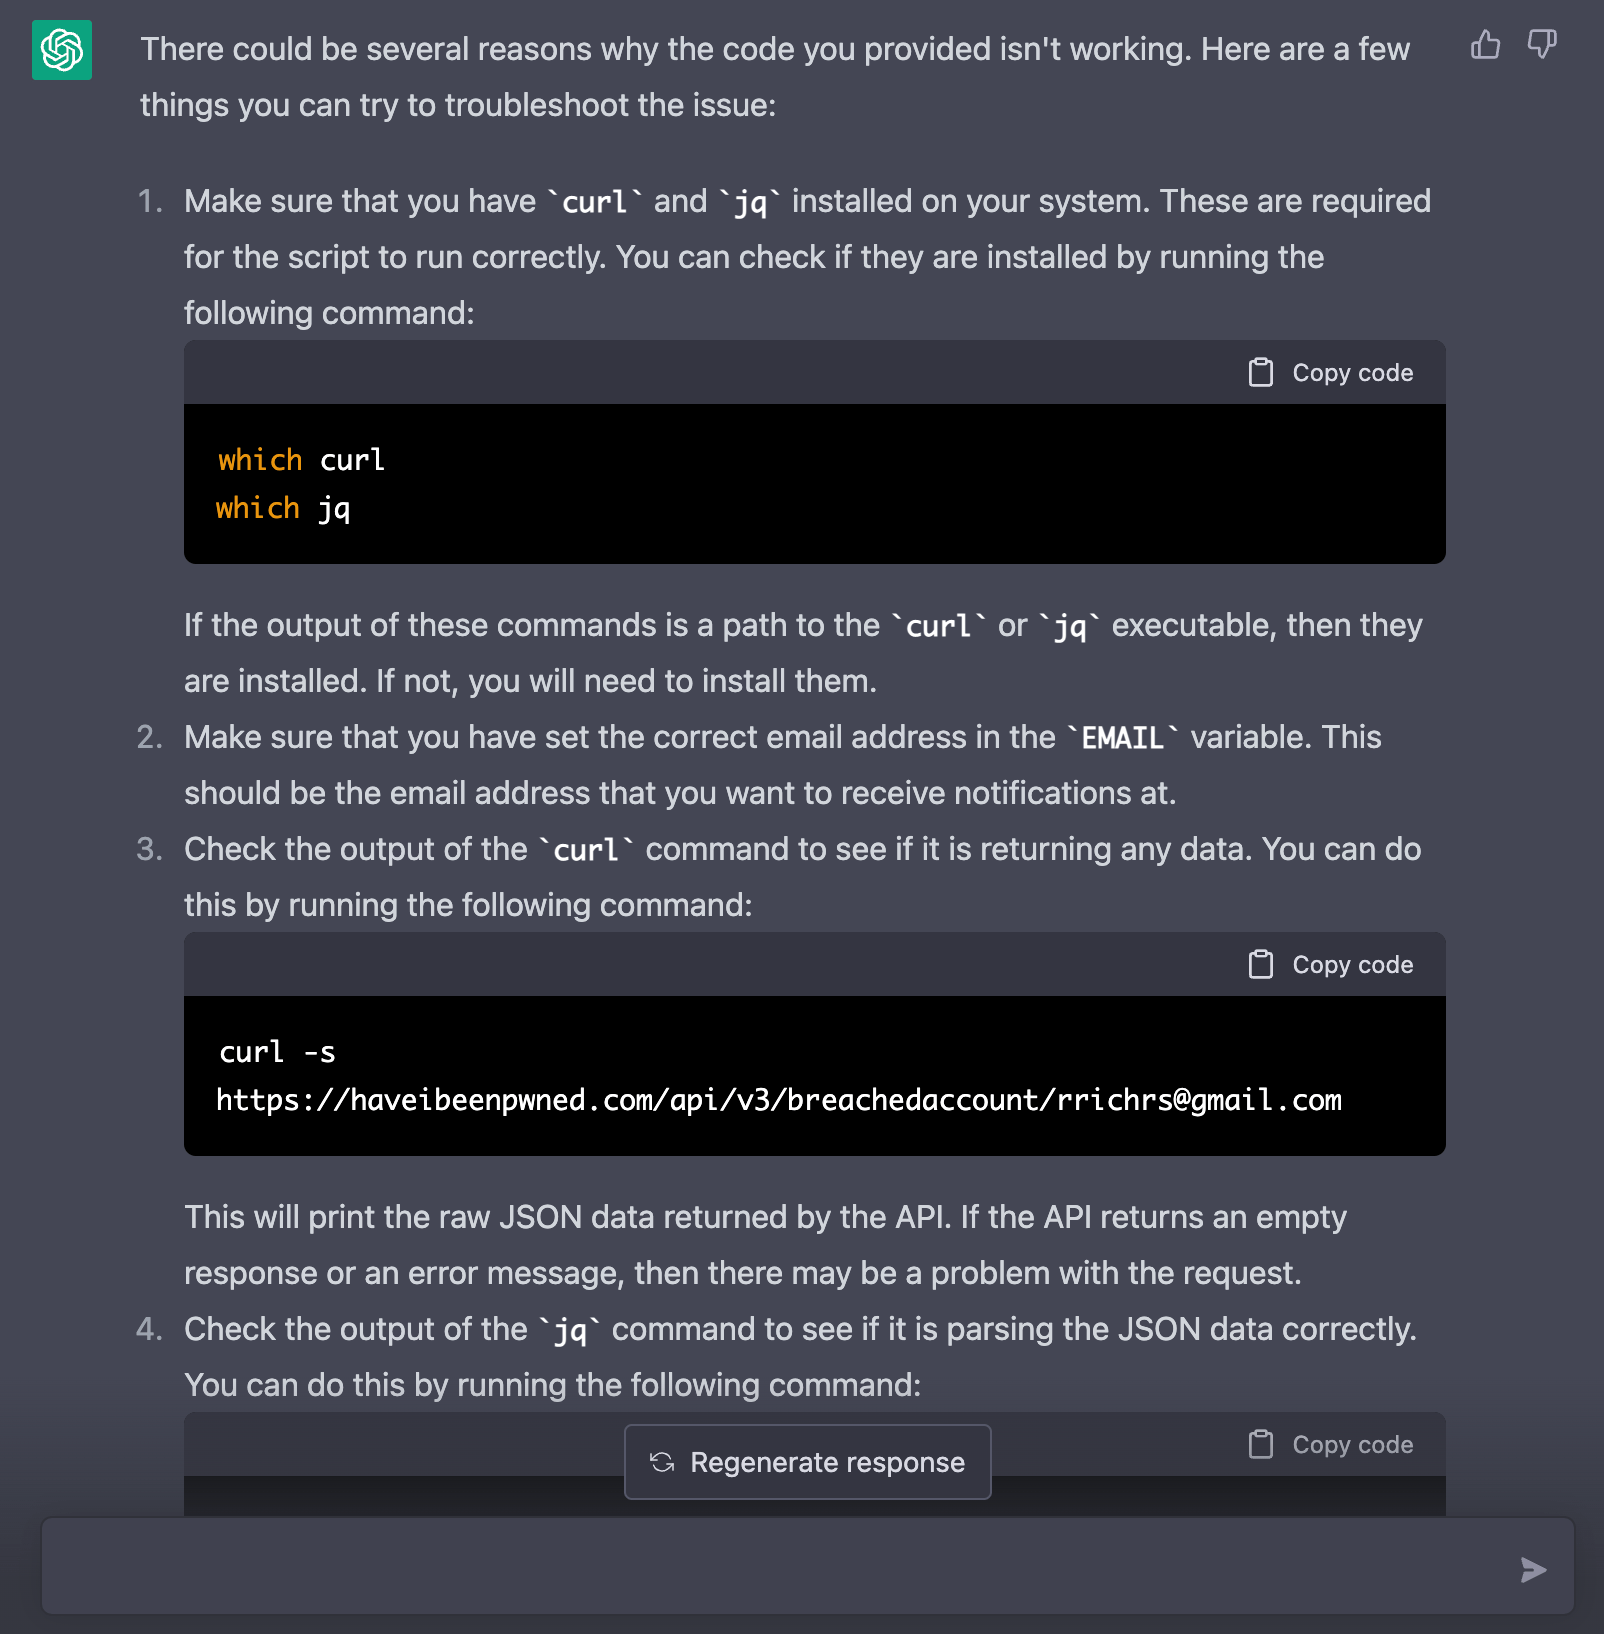 There could be several reasons why the code you provided isn't working. Here are a few
things you can try to troubleshoot the issue:
1. Make sure that you have `curl` and `jq` installed on your system. These are required
for the script to run correctly. You can check if they are installed by running the
following command:
Copy code
which curl
which jq
If the output of these commands is a path to the `curl` or `jq` executable, then they
are installed. If not, you will need to install them.
2. Make sure that you have set the correct email address in the `EMAIL` variable. This
should be the email address that you want to receive notifications at.
3. Check the output of the `curl` command to see if it is returning any data. You can do
this by running the following command:
Copy code
curl -s
https://haveibeenpwned.com/api/v3/breachedaccount/rrichrs@gmail.com
This will print the raw JSON data returned by the API. If the API returns an empty
response or an error message, then there may be a problem with the request.
4. Check the output of the `jq` command to see if it is parsing the JSON data correctly.
You can do this by running the following command:
Copy code
Regenerate response